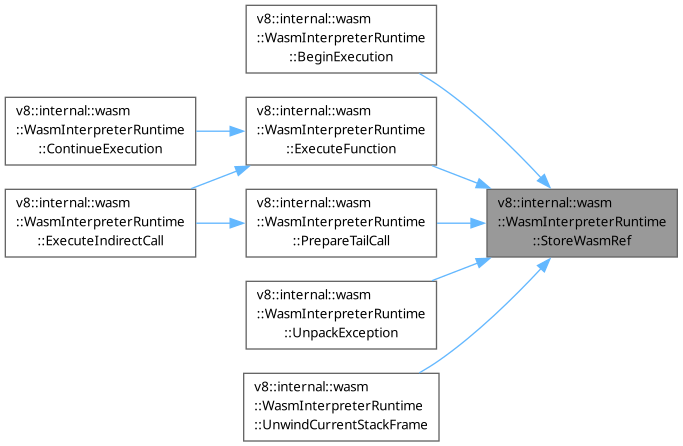 v8::internal::wasm
::WasmInterpreterRuntime
::BeginExecution
v8::internal::wasm
::WasmInterpreterRuntime
::ContinueExecution
v8::internal::wasm
::WasmInterpreterRuntime
::ExecuteFunction
v8::internal::wasm
::WasmInterpreterRuntime
::ExecuteIndirectCall
v8::internal::wasm
::WasmInterpreterRuntime
::PrepareTailCall
v8::internal::wasm
::WasmInterpreterRuntime
::StoreWasmRef
v8::internal::wasm
::WasmInterpreterRuntime
::UnpackException
v8::internal::wasm
::WasmInterpreterRuntime
::UnwindCurrentStackFrame